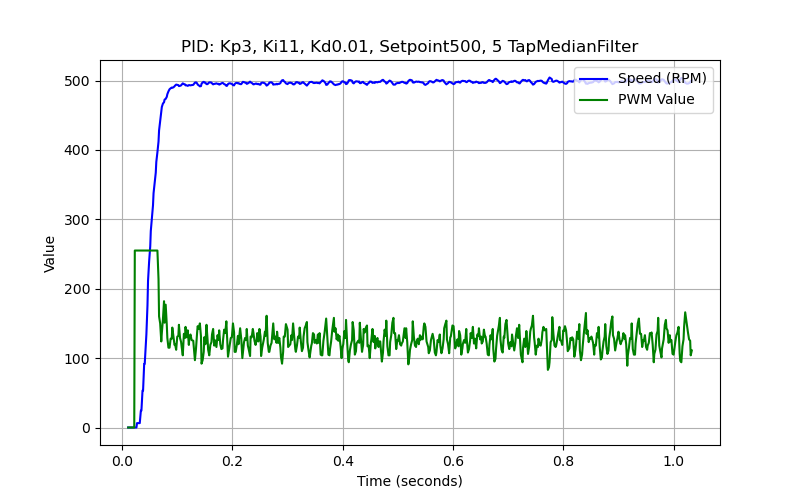 PID: Kp3, Ki11, Kd0.01, Setpoint500, 5 TapMedianFilter
Speed (RPM)
PWM Value
500
400
300
200
100
0
Value
0.0 0.2 0.4 0.6 0.8 1.0
Time (seconds)